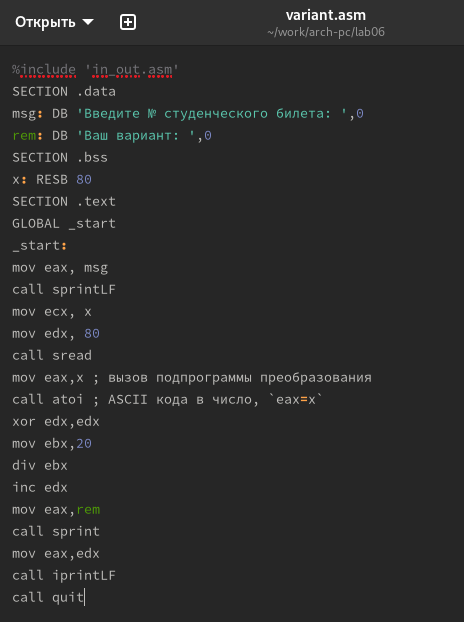 Открыть
variant.asm
~/work/arch-pc/lab06
%include 'in_out.asm'
SECTION .data
msg: DB 'Введите № студенческого билета: ',0
rem: DB 'Ваш вариант: ',0
SECTION .bss
x: RESB 80
SECTION .text
GLOBAL _start
_start:
mov eax, msg
call sprintLF
mov ecx, x
mov edx, 80
call sread
mov eax,x ; вызов подпрограммы преобразования
call atoi ; ASCII кода в число, `eax=x`
xor edx,edx
mov ebx,20
div ebx
inc edx
mov eax,rem
call sprint
mov eax,edx
call iprintLF
call quit